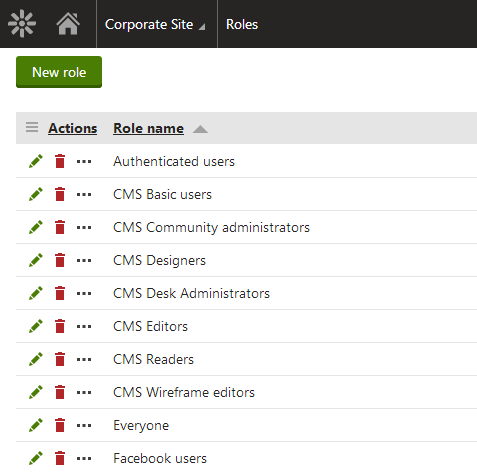 Corporate Site Roles
New role
Actions Role name
Authenticated users
CMS Basic users
CMS Community administrators
CMS Designers
CMS Desk Administrators
CMS Editors
CMS Readers
CMS Wireframe editors
Everyone
Facebook users